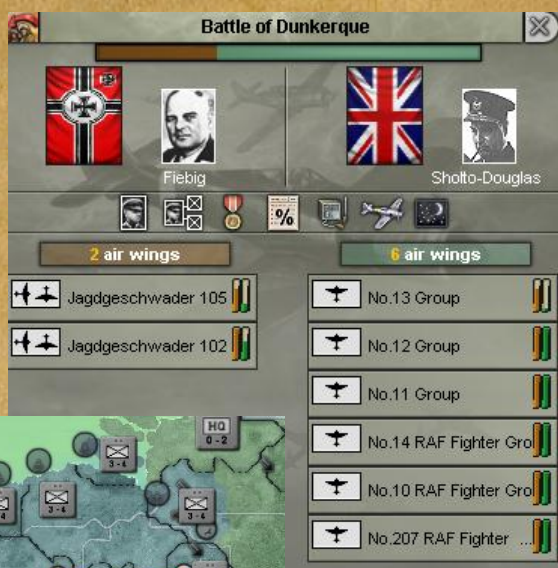 Battle of Dunkerque
Fiebig
Sholto-Douglas
%
2 air wings
6 air wings
Jagdgeschwader 105
Jagdgeschwader 102
No.13 Group
No.12 Group
No.11 Group
No.14 RAF Fighter Gro
No.10 RAF Fighter Gro
No.207 RAF Fighter ...
HQ
0 - 2
3 - 4
3 - 4
3 - 4